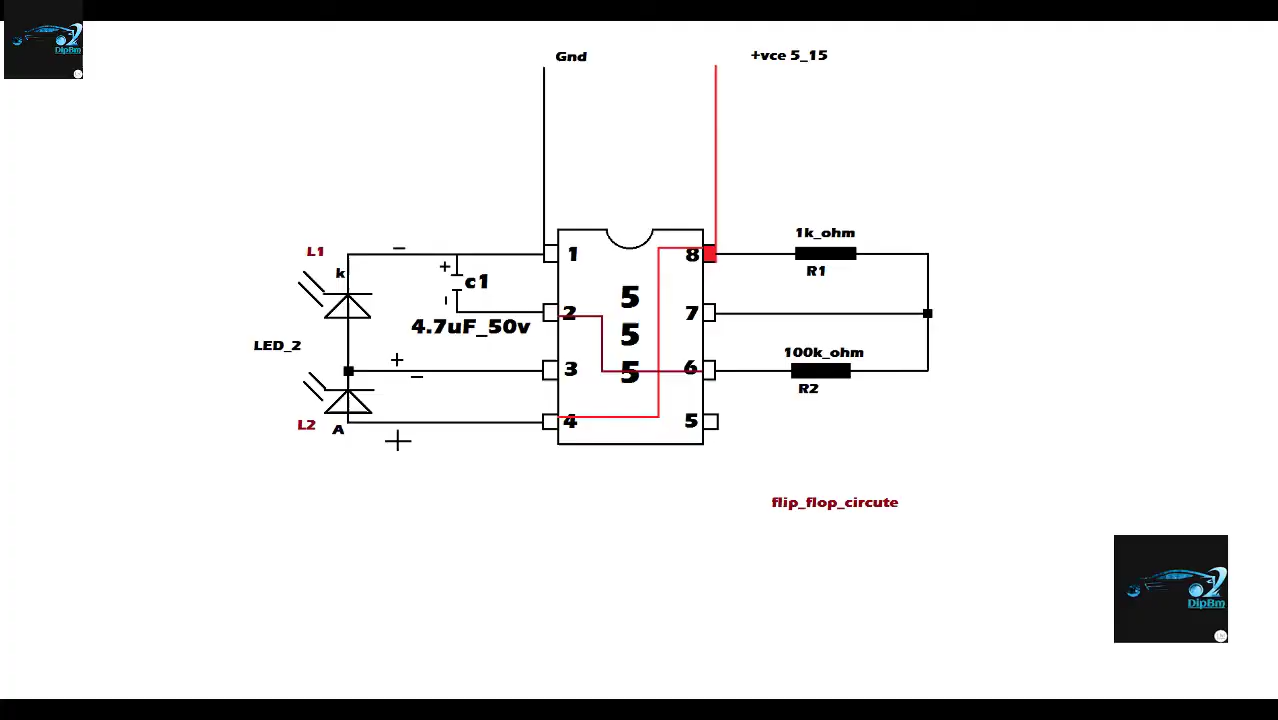 DipBm
Gnd
+vce 5_15
1k_ohm
L1
-
k
1
8
R1
+
c1
-
5
2
7
4.7uF_50v
5
LED_2
100k_ohm
+
3
5
6
-
R2
L2
A
4
5
+
flip_flop_circute
DipBm